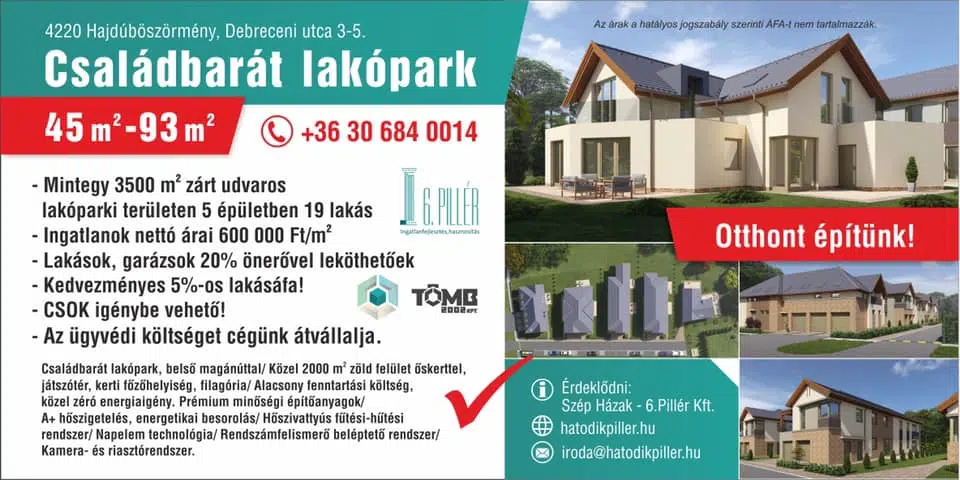 4220 Hajdúböszörmény, Debreceni utca 3-5.
Családbarát lakópark
45 m² -93 m²
+36 30 684 0014
- Mintegy 3500 m² zárt udvaros
lakóparki területen 5 épületben 19 lakás
- Ingatlanok nettó árai 600 000 Ft/m²
- Lakások, garázsok 20% önerővel leköthetőek
- Kedvezményes 5%-os lakásáfa!
- CSOK igénybe vehető!
- Az ügyvédi költséget cégünk átvállalja.
6. PILLÉR
Ingatlanfejlesztés,hasznosítás
TÖMB
2002 KFT.
Családbarát lakópark, belső magánúttal/ Közel 2000 m² zöld felület őskerttel,
játszótér, kerti főzőhelyiség, filagória/ Alacsony fenntartási költség,
közel zéró energiaigény. Prémium minőségi építőanyagok/
A+ hőszigetelés, energetikai besorolás/ Hőszivattyús fűtési-hűtési
rendszer/ Napelem technológia/ Rendszámfelismerő beléptető rendszer/
Kamera- és riasztórendszer.
Az árak a hatályos jogszabály szerinti ÁFA-t nem tartalmazzák.
Otthont építünk!
Érdeklődni:
Szép Házak - 6.Pillér Kft.
hatodikpiller.hu
iroda@hatodikpiller.hu